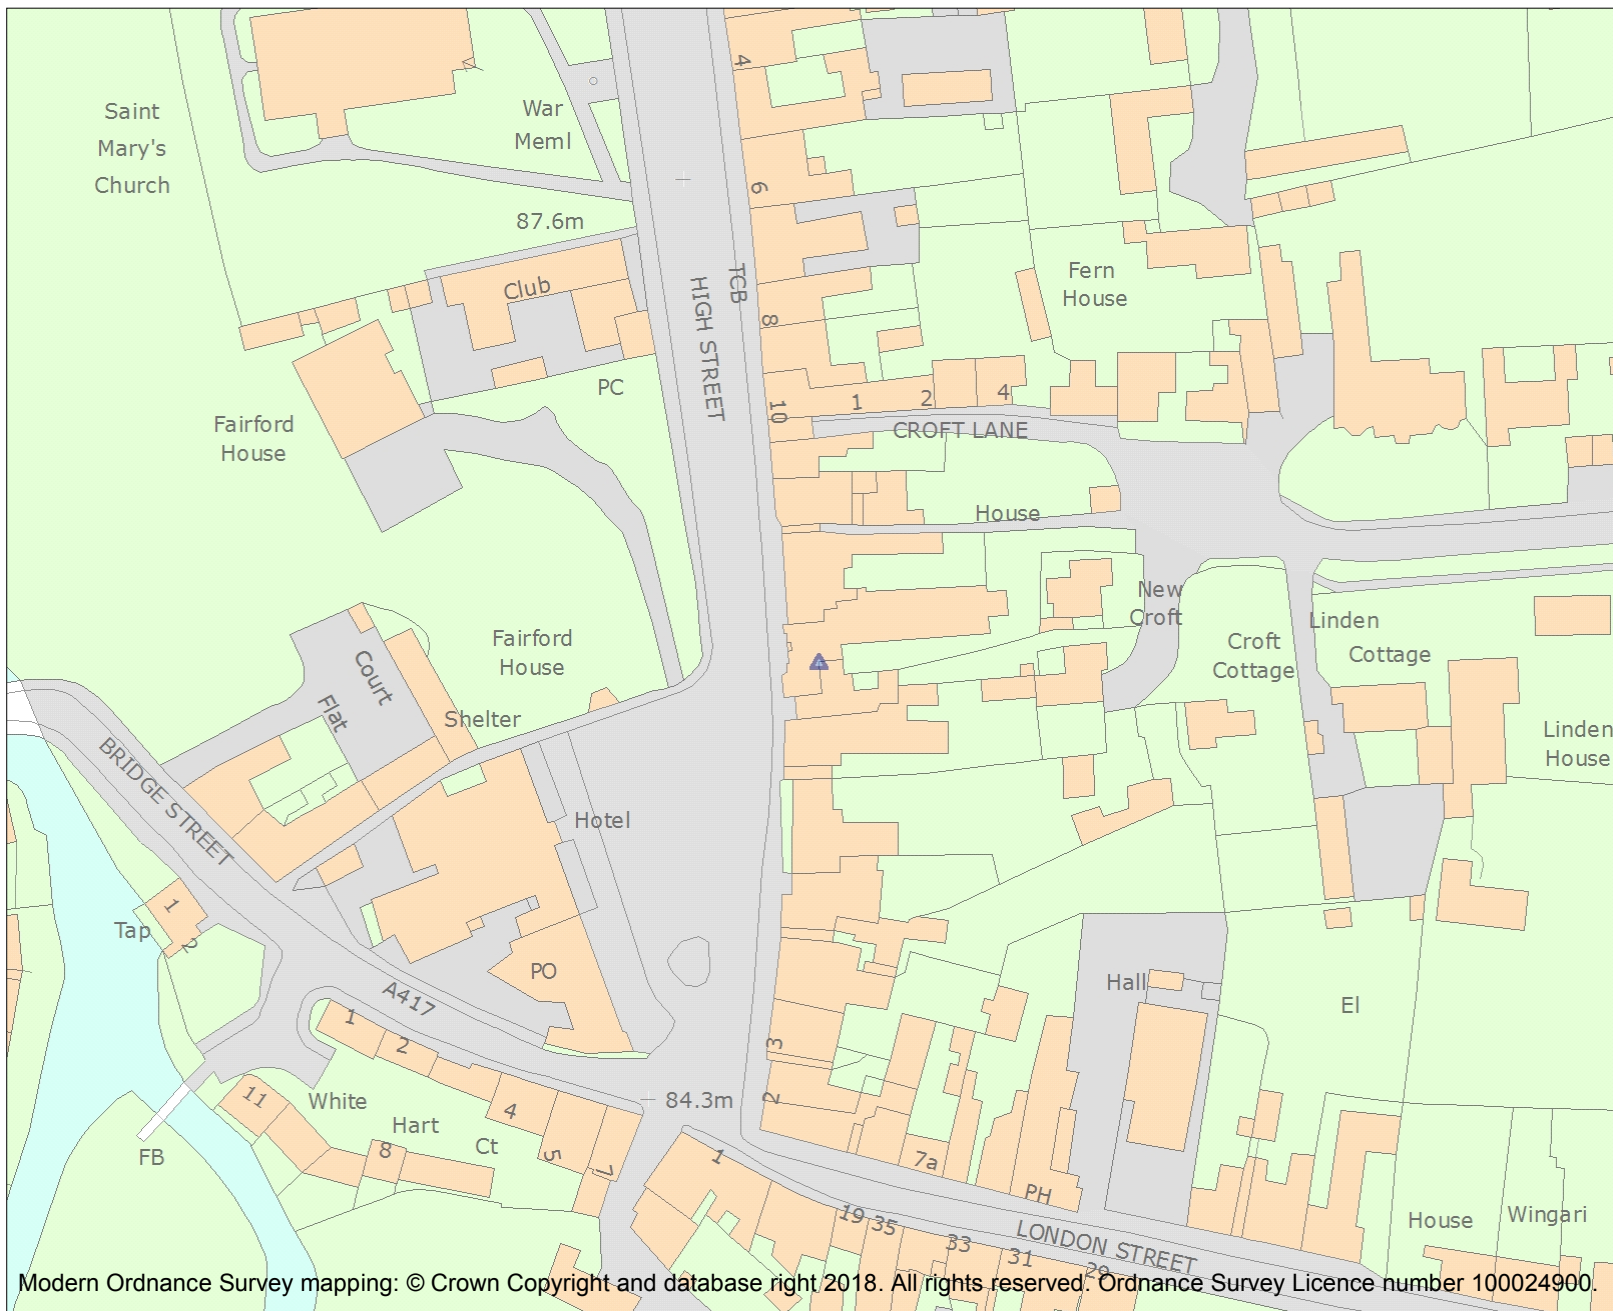 4
Saint
Mary's
Church
War
Meml
6
87.6m
TCB
HIGH STREET
Club
8
Fern
House
PC
10
1
2
4
CROFT LANE
Fairford
House
House
New
Croft
Linden
Cottage
Croft
Cottage
Fairford
House
Court
Flat
Shelter
Linden
House
BRIDGE STREET
Hotel
1
2
Tap
PO
Hall
El
A417
1
2
3
2
84.3m
11
White
Hart
Ct
4
5
7
8
FB
1
7a
PH
19
35
33
31
29
LONDON STREET
House
Wingari
Modern Ordnance Survey mapping: © Crown Copyright and database right 2018. All rights reserved. Ordnance Survey Licence number 100024900.